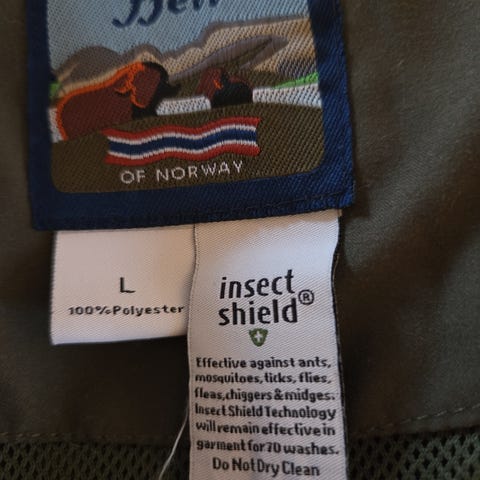 OF NORWAY
L
100%Polyester
insect
shield®
Effective against ants,
mosquitoes, ticks, flies,
fleas, chiggers & midges.
Insect Shield Technology
will remain effective in
garment for 70 washes.
Do Not Dry Clean